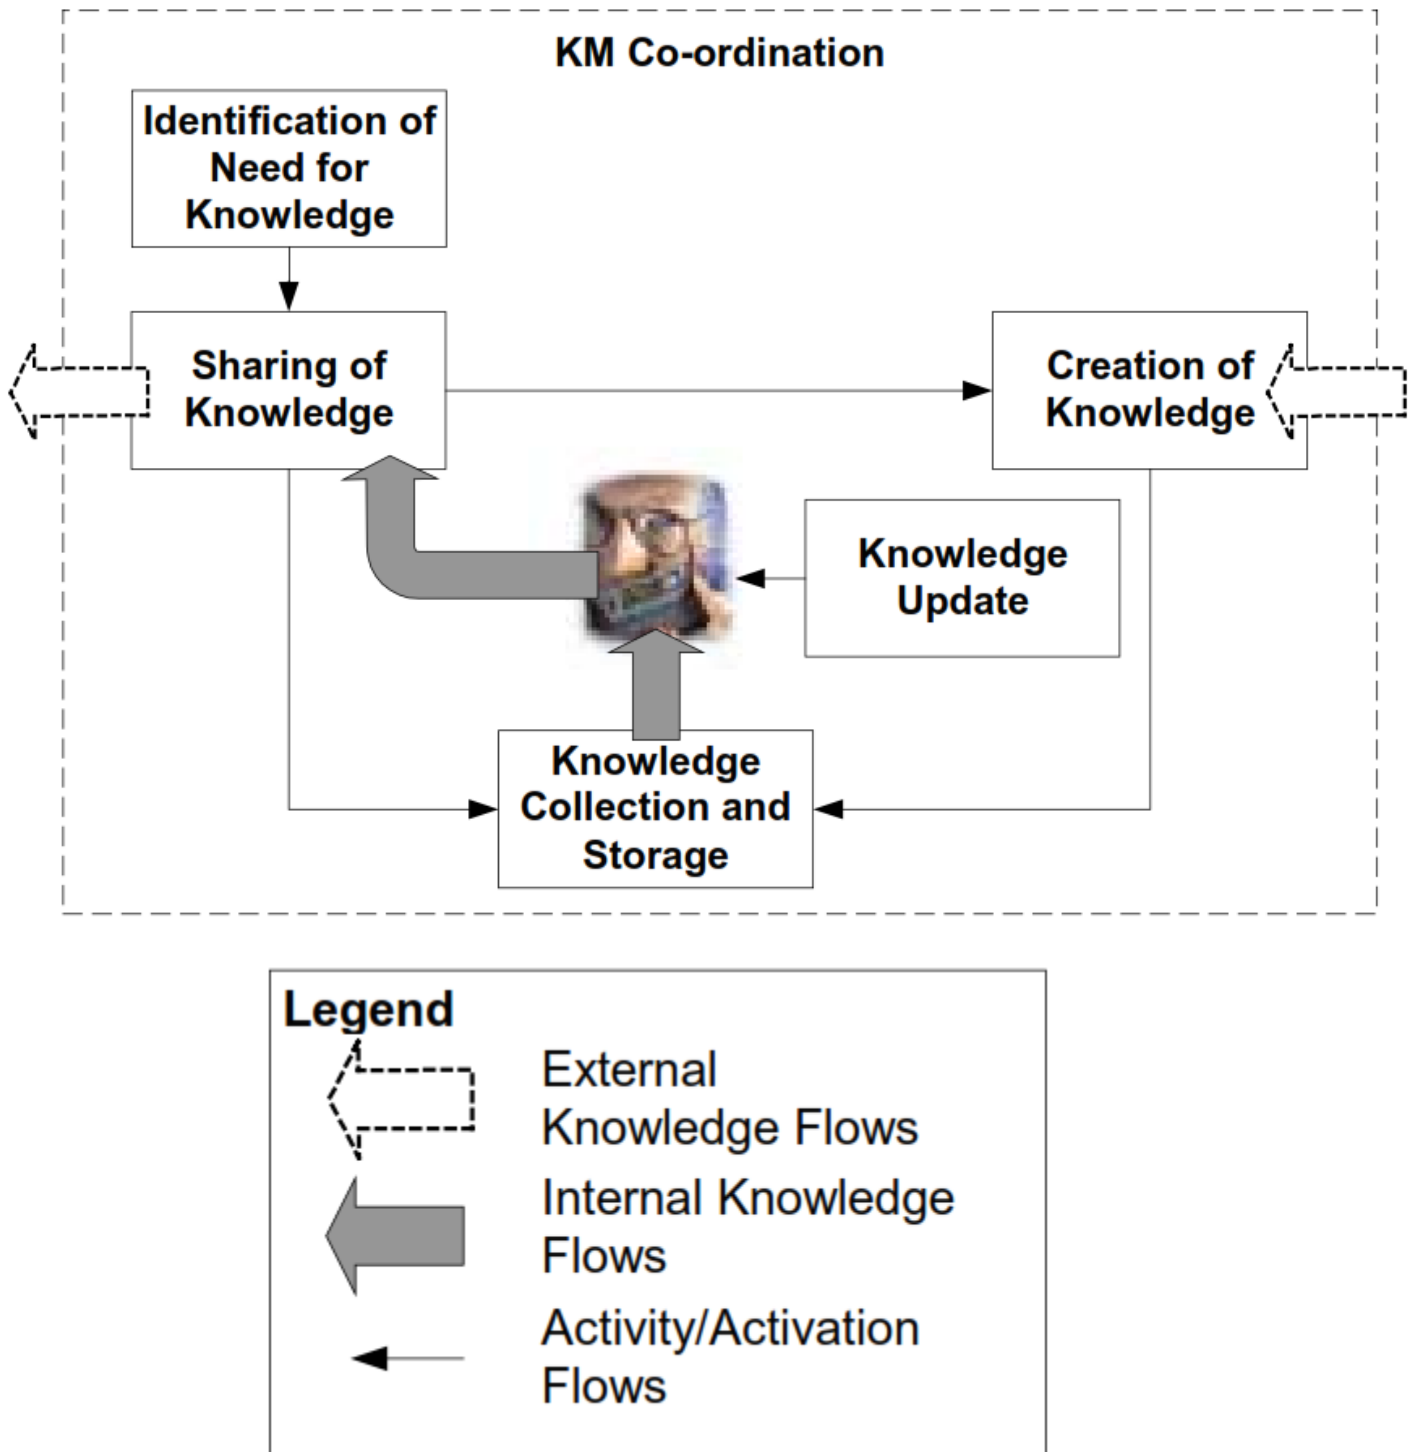 KM Co-ordination
Identification of
Need for
Knowledge
Sharing of
Knowledge
Creation of
Knowledge
Knowledge
Update
Knowledge
Collection and
Storage
Legend
External
Knowledge Flows
Internal Knowledge
Flows
Activity/Activation
Flows